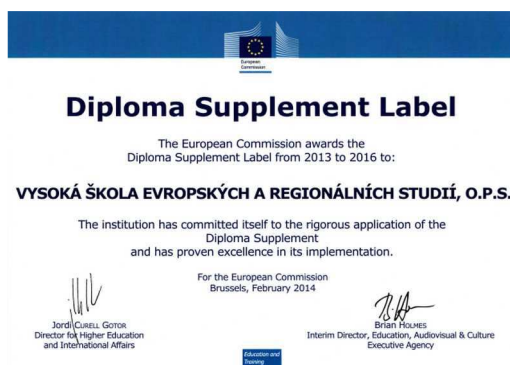 European
Commission
Diploma Supplement Label
The European Commission awards the
Diploma Supplement Label from 2013 to 2016 to:
VYSOKÁ ŠKOLA EVROPSKÝCH A REGIONÁLNÍCH STUDIÍ, O.P.S.
The institution has committed itself to the rigorous application of the
Diploma Supplement
and has proven excellence in its implementation.
For the European Commission
Brussels, February 2014
Jordi CURELL GOTOR
Director for Higher Education
and International Affairs
Brian HOLMES
Interim Director, Education, Audiovisual & Culture
Executive Agency
Education and
Training